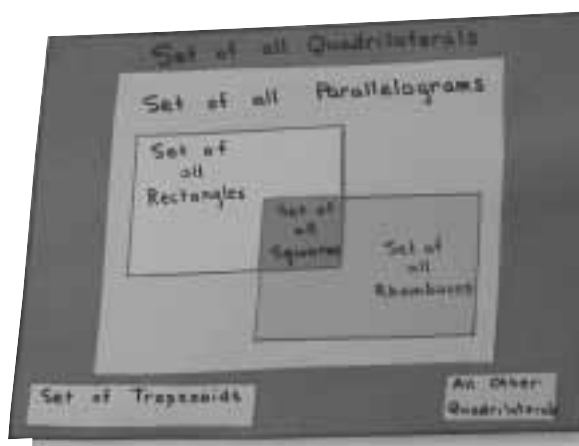 Set of all Quadrilaterals
Set of all Parallelograms
Set of
all
Rectangles
Set of
all
Squares
Set of
all
Rhombuses
Set of Trapezoids
All Other
Quadrilaterals